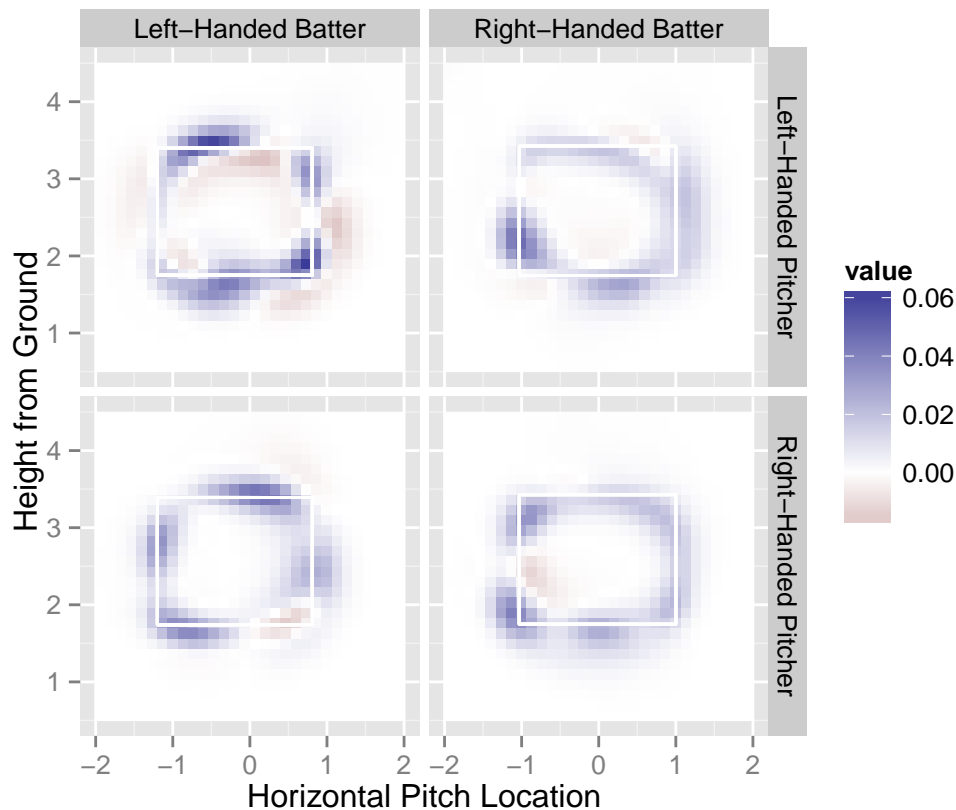 Left−Handed Batter
Right−Handed Batter
Left−Handed Pitcher
Right−Handed Pitcher
Height from Ground
4
3
2
1
4
3
2
1
−2 −1 0 1 2
−2 −1 0 1 2
Horizontal Pitch Location
value
0.06
0.04
0.02
0.00